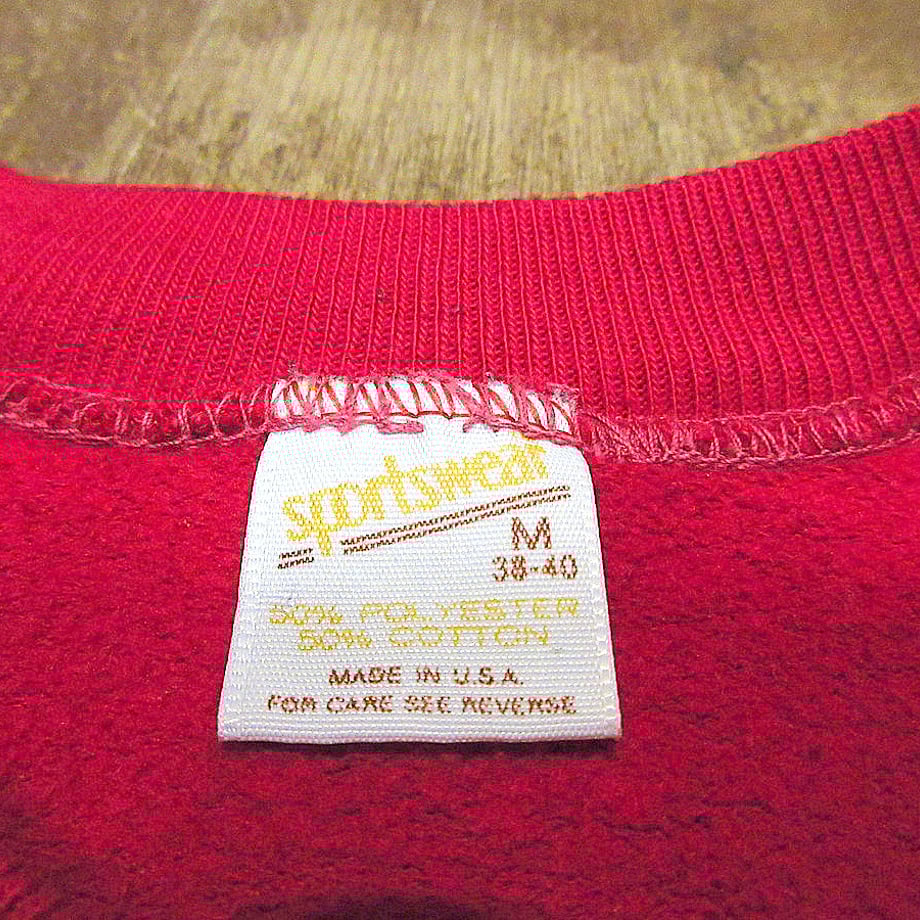 sportswear
M
38-40
50% POLYESTER
50% COTTON
MADE IN U.S.A.
FOR CARE SEE REVERSE